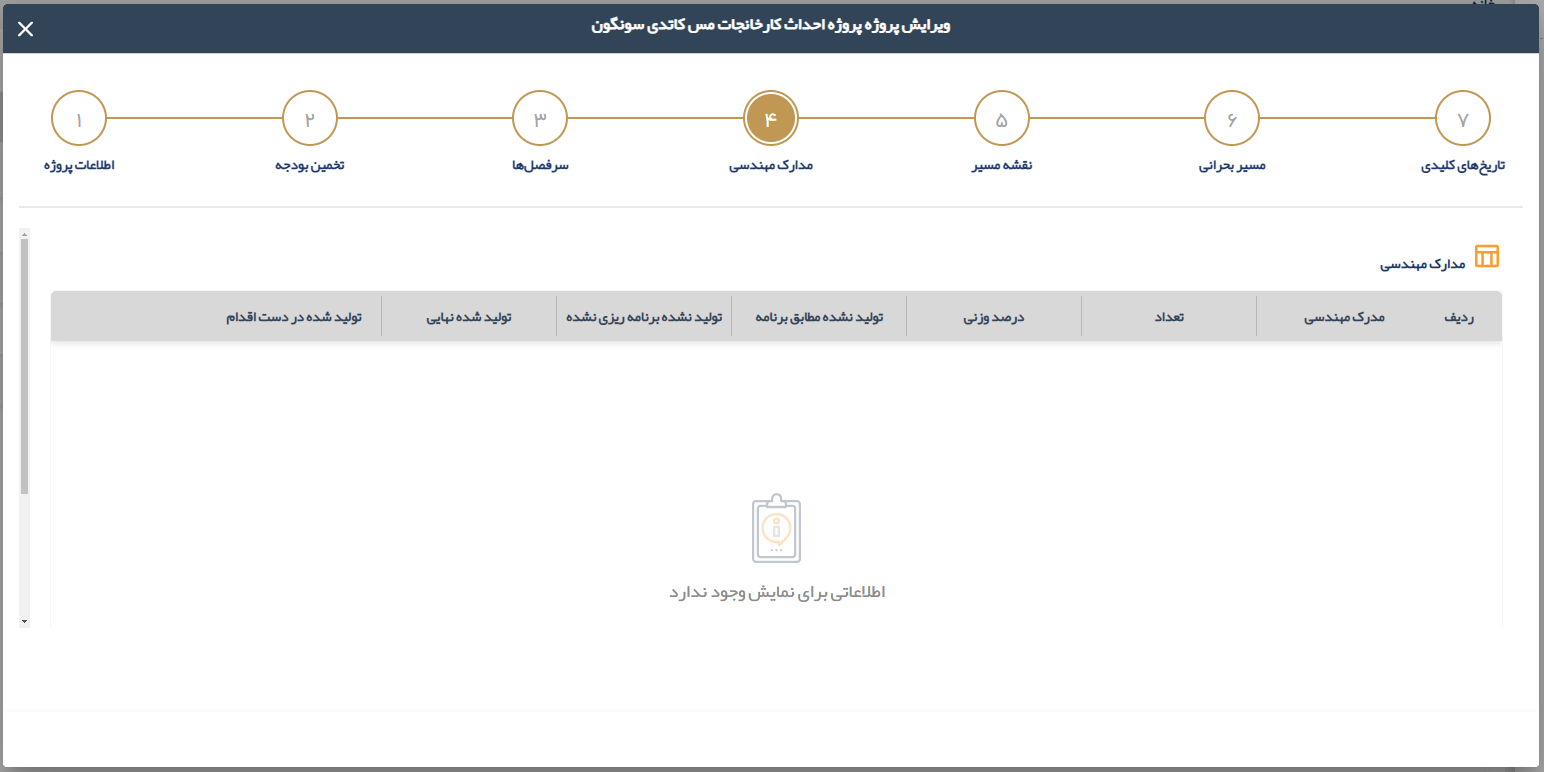 ویرایش پروژه پروژه احداث کارخانجات مس کاتدی سونگون
۱ ۲ ۳ ۴ ۵ ۶ ۷
اطلاعات پروژه تخمین بودجه سرفصل‌ها مدارک مهندسی نقشه مسیر مسیر بحرانی تاریخ‌های کلیدی
مدارک مهندسی
ردیف مدرک مهندسی تعداد درصد وزنی تولید نشده مطابق برنامه تولید نشده برنامه ریزی نشده تولید شده نهایی تولید شده در دست اقدام
اطلاعاتی برای نمایش وجود ندارد